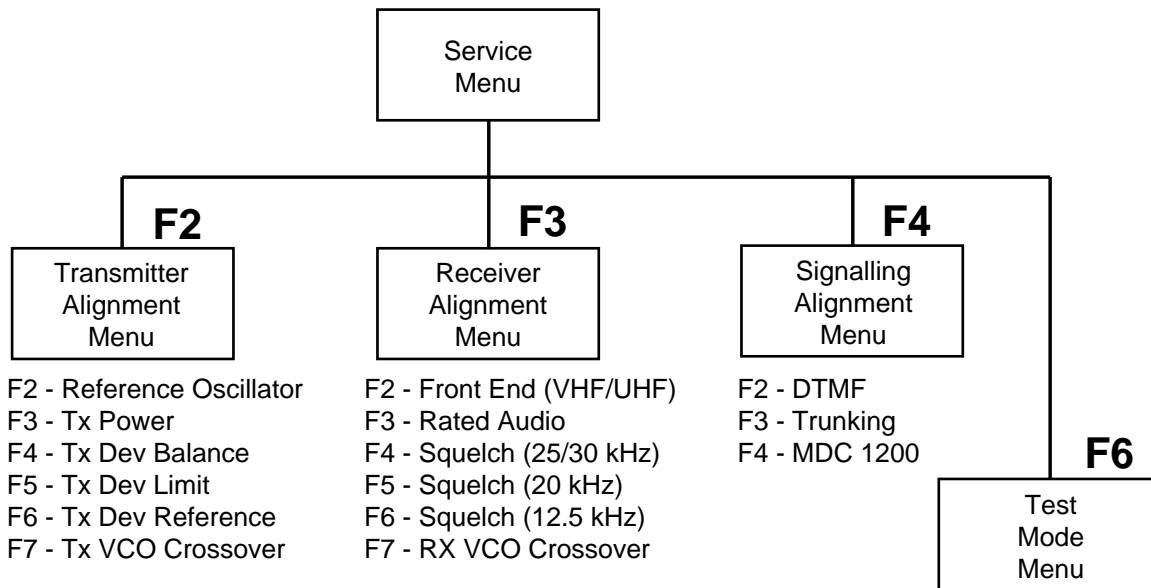 Service
Menu
F2
Transmitter
Alignment
Menu
F2 - Reference Oscillator
F3 - Tx Power
F4 - Tx Dev Balance
F5 - Tx Dev Limit
F6 - Tx Dev Reference
F7 - Tx VCO Crossover
F3
Receiver
Alignment
Menu
F2 - Front End (VHF/UHF)
F3 - Rated Audio
F4 - Squelch (25/30 kHz)
F5 - Squelch (20 kHz)
F6 - Squelch (12.5 kHz)
F7 - RX VCO Crossover
F4
Signalling
Alignment
Menu
F2 - DTMF
F3 - Trunking
F4 - MDC 1200
F6
Test
Mode
Menu